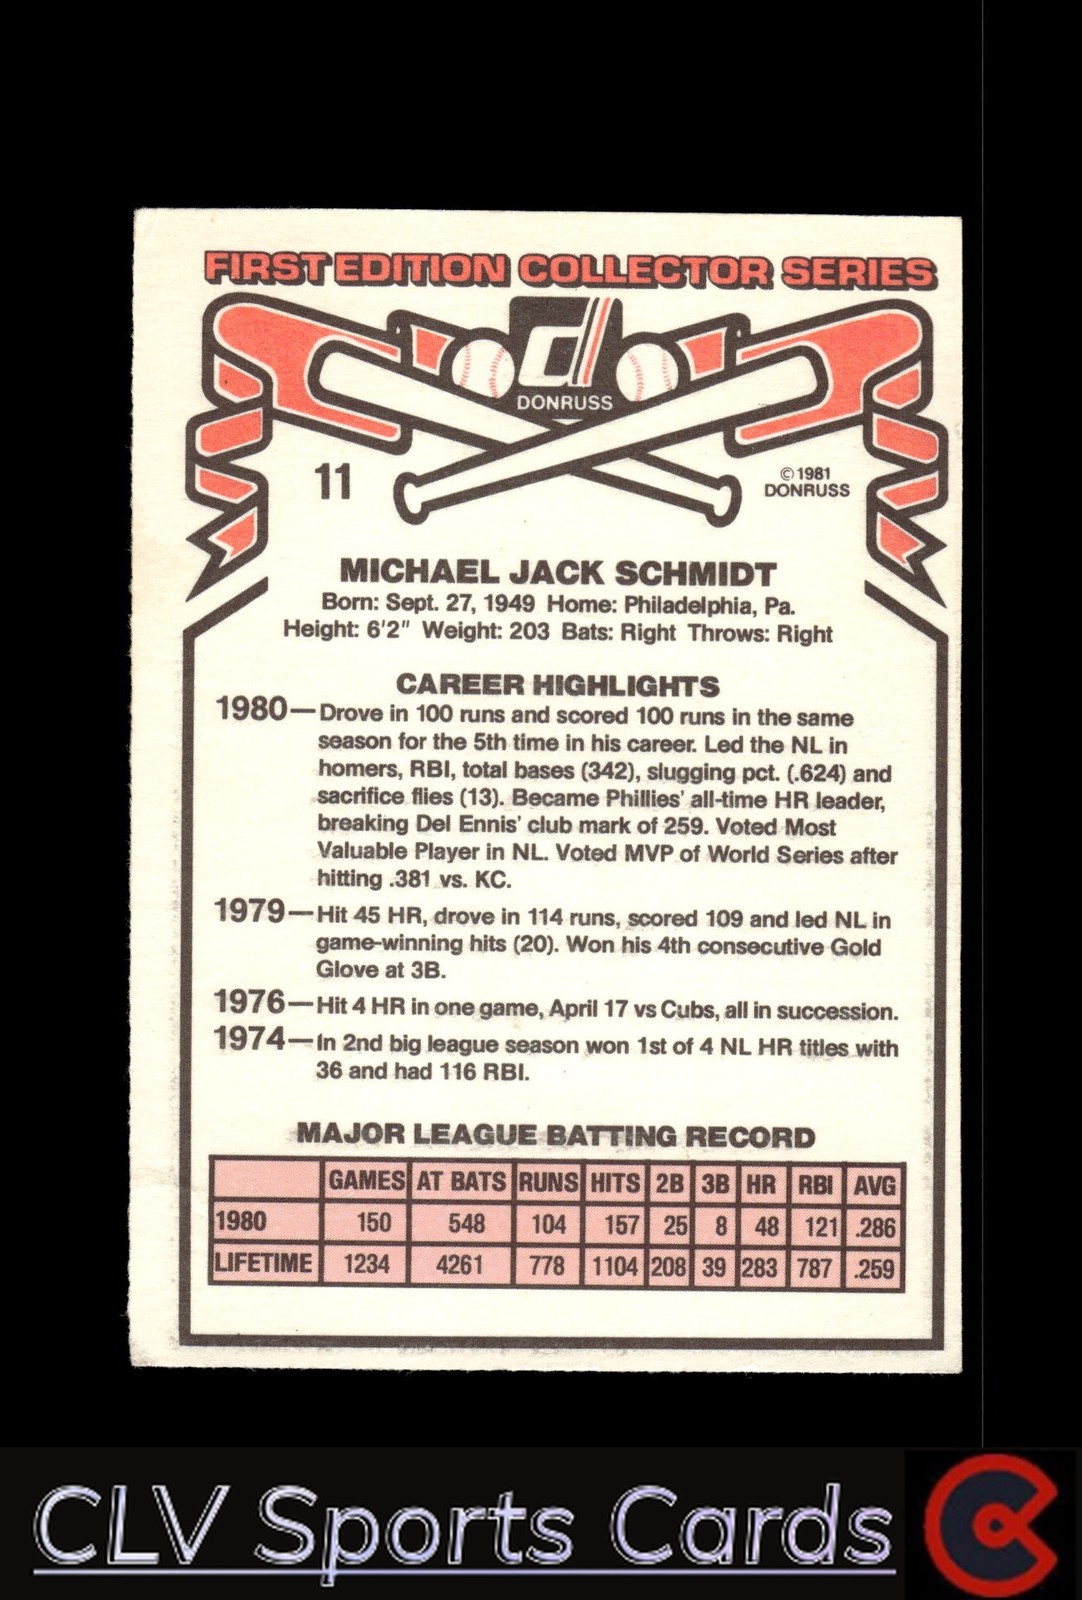 FIRST EDITION COLLECTOR SERIES
d
DONRUSS
11
© 1981
DONRUSS
MICHAEL JACK SCHMIDT
Born: Sept. 27, 1949 Home: Philadelphia, Pa.
Height: 6'2" Weight: 203 Bats: Right Throws: Right
CAREER HIGHLIGHTS
1980—Drove in 100 runs and scored 100 runs in the same
season for the 5th time in his career. Led the NL in
homers, RBI, total bases (342), slugging pct. (.624) and
sacrifice flies (13). Became Phillies' all-time HR leader,
breaking Del Ennis' club mark of 259. Voted Most
Valuable Player in NL. Voted MVP of World Series after
hitting .381 vs. KC.
1979—Hit 45 HR, drove in 114 runs, scored 109 and led NL in
game-winning hits (20). Won his 4th consecutive Gold
Glove at 3B.
1976—Hit 4 HR in one game, April 17 vs Cubs, all in succession.
1974—In 2nd big league season won 1st of 4 NL HR titles with
36 and had 116 RBI.
MAJOR LEAGUE BATTING RECORD
GAMES AT BATS RUNS HITS 2B 3B HR RBI AVG
1980 150 548 104 157 25 8 48 121 .286
LIFETIME 1234 4261 778 1104 208 39 283 787 .259
CLV Sports Cards
C